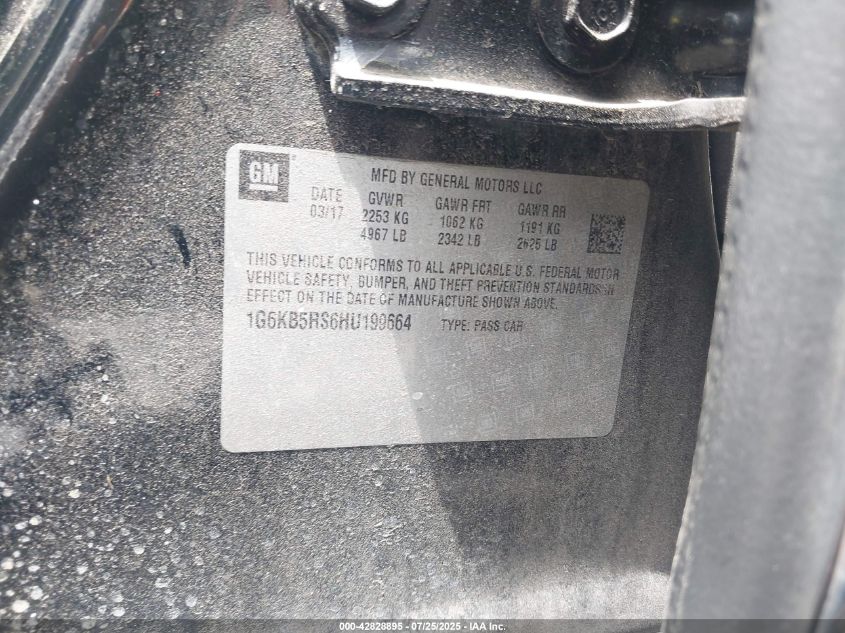 GM
MFD BY GENERAL MOTORS LLC
DATE GVWR GAWR FRT GAWR RR
03/17 2253 KG 1062 KG 1191 KG
4967 LB 2342 LB 2625 LB
THIS VEHICLE CONFORMS TO ALL APPLICABLE U.S. FEDERAL MOTOR
VEHICLE SAFETY, BUMPER, AND THEFT PREVENTION STANDARDS IN
EFFECT ON THE DATE OF MANUFACTURE SHOWN ABOVE.
1G6KB5RS6HU199664 TYPE: PASS CAR
000-42828895 - 07/25/2025 - IAA Inc.